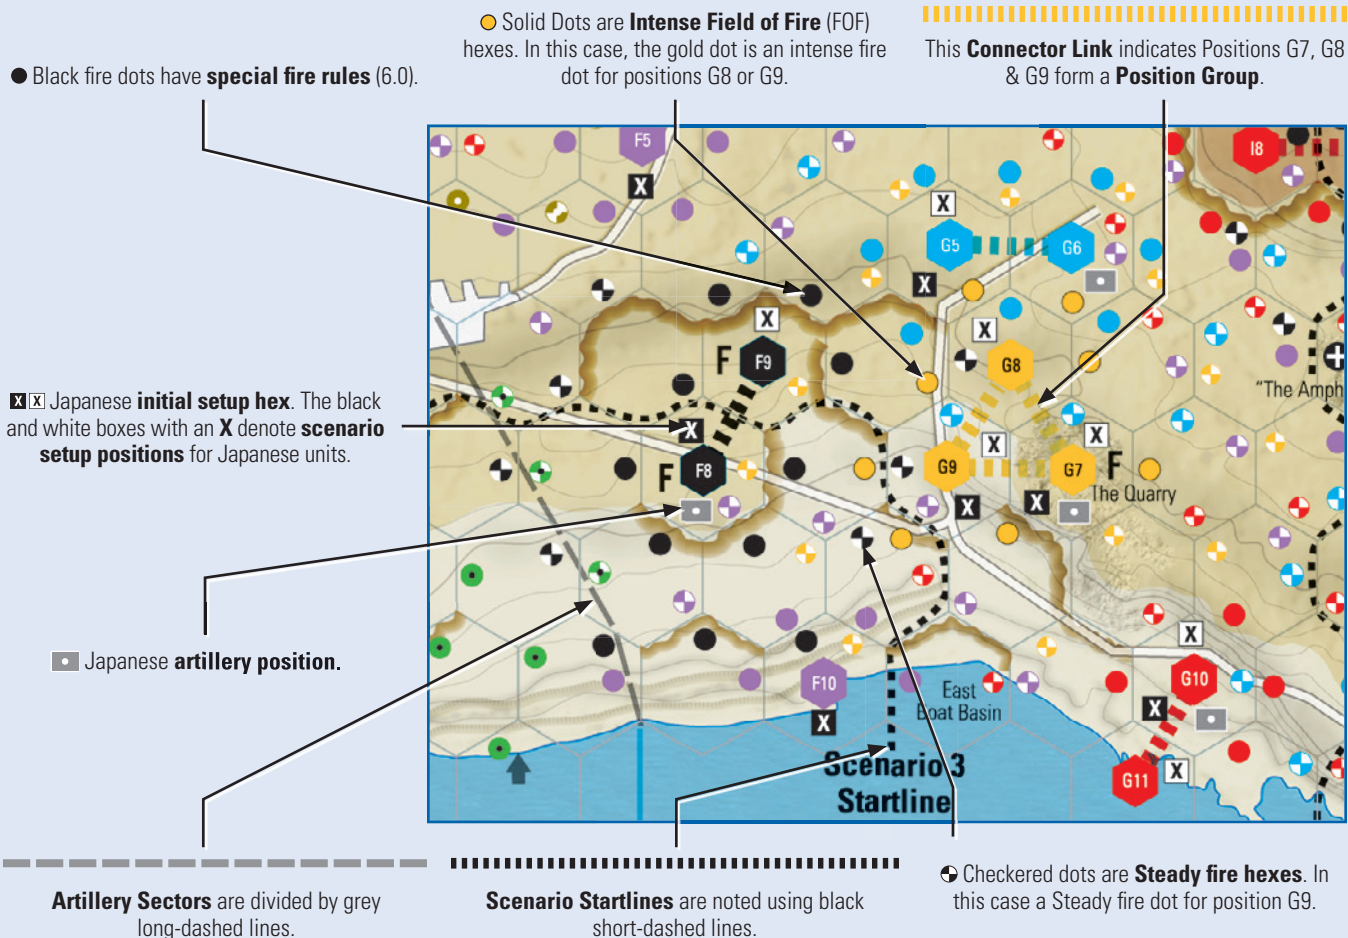 Solid Dots are Intense Field of Fire (FOF)
hexes. In this case, the gold dot is an intense fire
dot for positions G8 or G9.
This Connector Link indicates Positions G7, G8
& G9 form a Position Group.
Black fire dots have special fire rules (6.0).
F5
X
I8
X
G5
G6
X
X
F
F9
X
G8
"The Amph
X X Japanese initial setup hex. The black
and white boxes with an X denote scenario
setup positions for Japanese units.
X
X
X
F
F8
G9
G7
F
The Quarry
X
X
X
Japanese artillery position.
F10
X
East
Boat Basin
G10
X
G11
X
Scenario 3
Startline
Artillery Sectors are divided by grey
long-dashed lines.
Scenario Startlines are noted using black
short-dashed lines.
Checkered dots are Steady fire hexes. In
this case a Steady fire dot for position G9.